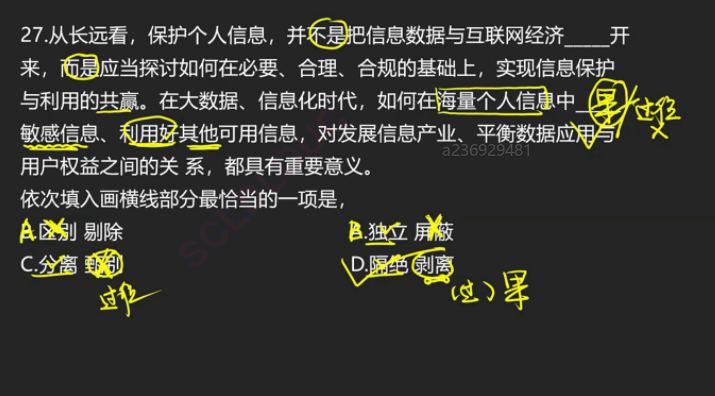 27.从长远看，保护个人信息，并不是把信息数据与互联网经济_____开
来，而是应当探讨如何在必要、合理、合规的基础上，实现信息保护
与利用的共赢。在大数据、信息化时代，如何在海量个人信息中__
果/过程
敏感信息、利用好其他可用信息，对发展信息产业、平衡数据应用与
a236929481
用户权益之间的关 系，都具有重要意义。
依次填入画横线部分最恰当的一项是，
A.区别 剔除 B.独立 屏蔽
C.分离 甄别 D.隔绝 剥离
过程 （过）果